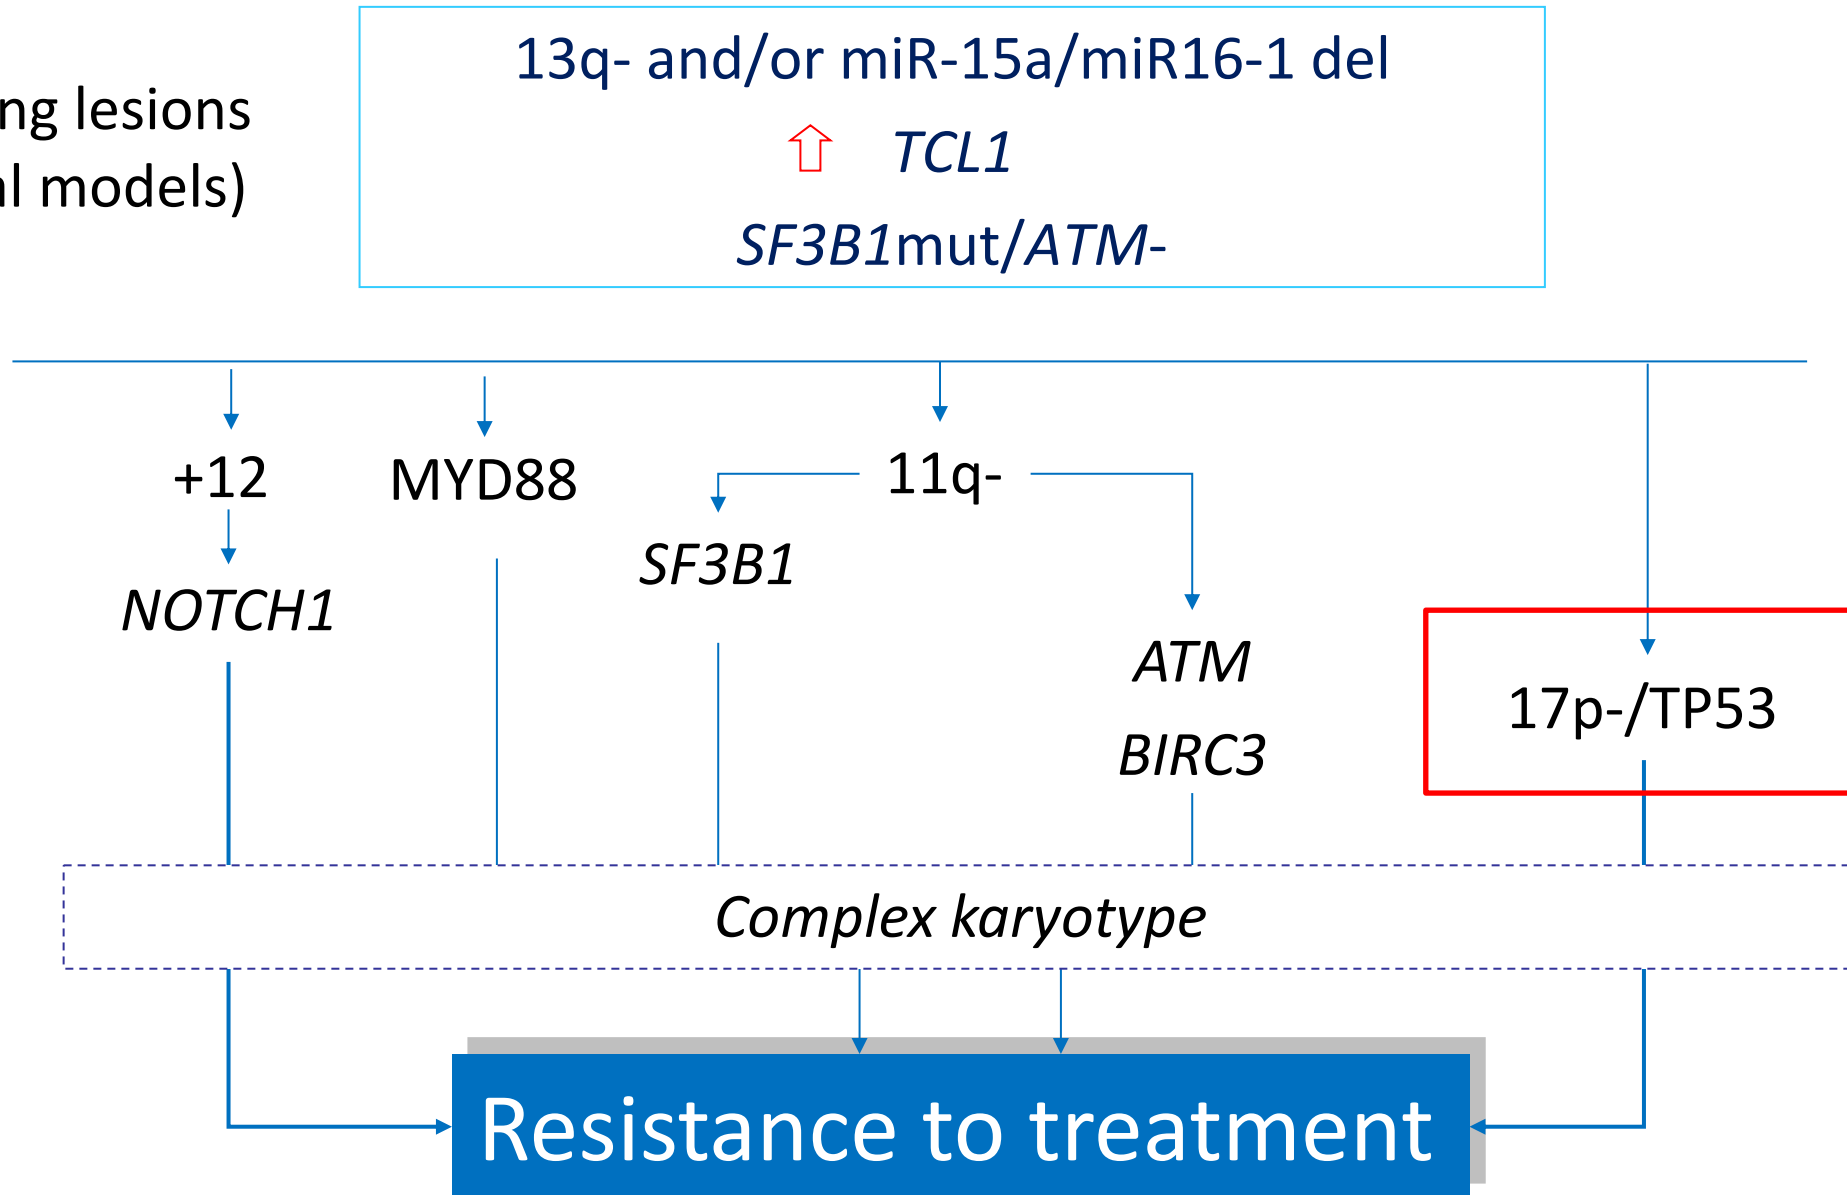 13q- and/or miR-15a/miR16-1 del
ng lesions
TCL1
l models)
SF3B1mut/ATM-
+12
MYD88
11q-
SF3B1
NOTCH1
ATM
17p-/TP53
BIRC3
Complex karyotype
Resistance to treatment